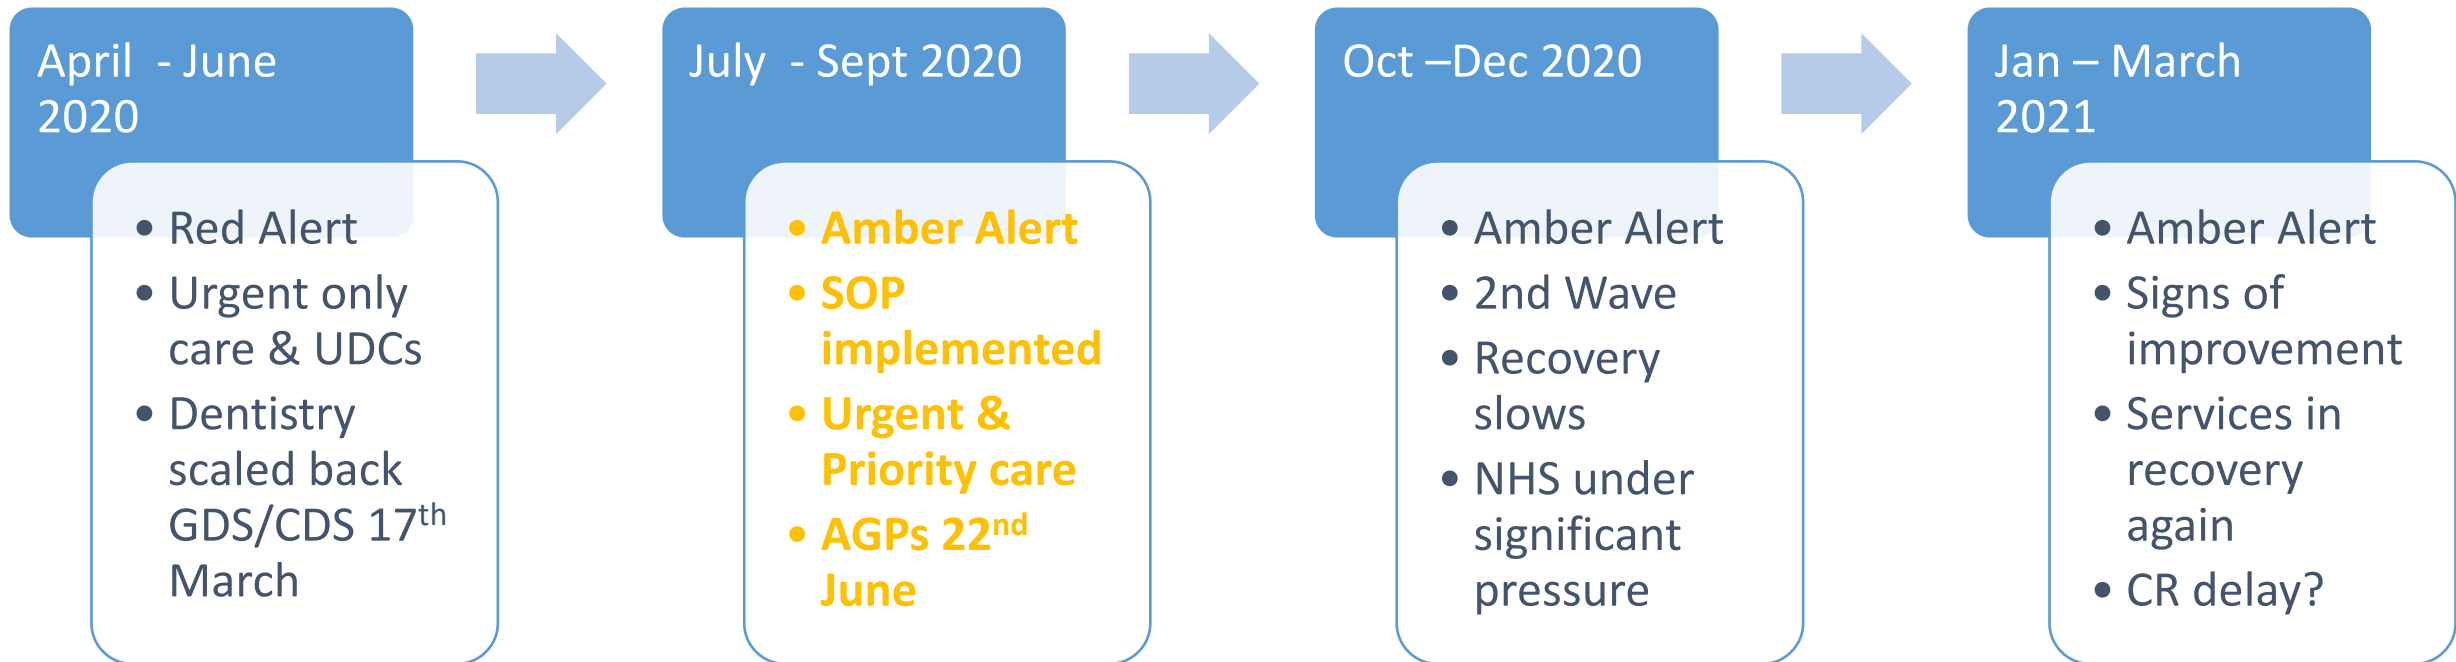 April  - June
2020
• Red Alert
• Urgent only
care & UDCs
• Dentistry
scaled back
GDS/CDS 17th
March
July  - Sept 2020
• Amber Alert
• SOP
implemented
• Urgent &
Priority care
• AGPs 22nd
June
Oct –Dec 2020
• Amber Alert
• 2nd Wave
• Recovery
slows
• NHS under
significant
pressure
Jan – March
2021
• Amber Alert
• Signs of
improvement
• Services in
recovery
again
• CR delay?